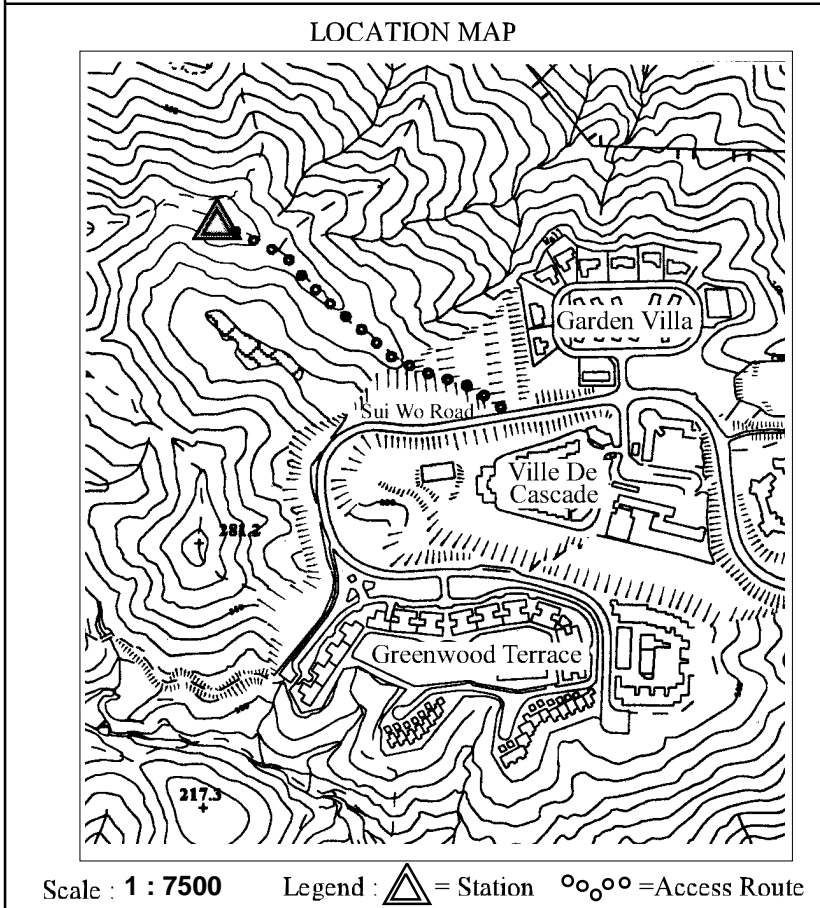 LOCATION MAP
Wall
Garden Villa
Sui Wo Road
Ville De
Cascade
281.2
Greenwood Terrace
217.3
Scale : 1 : 7500 Legend : = Station =Access Route